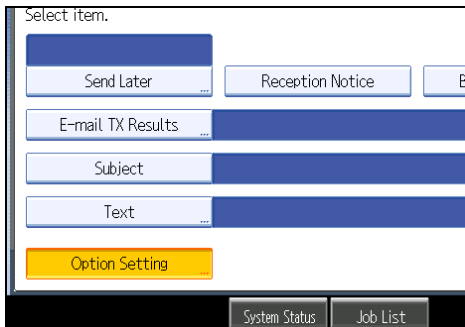 Select item.
Send Later
Reception Notice
B
E-mail TX Results
Subject
Text
Option Setting
System Status
Job List